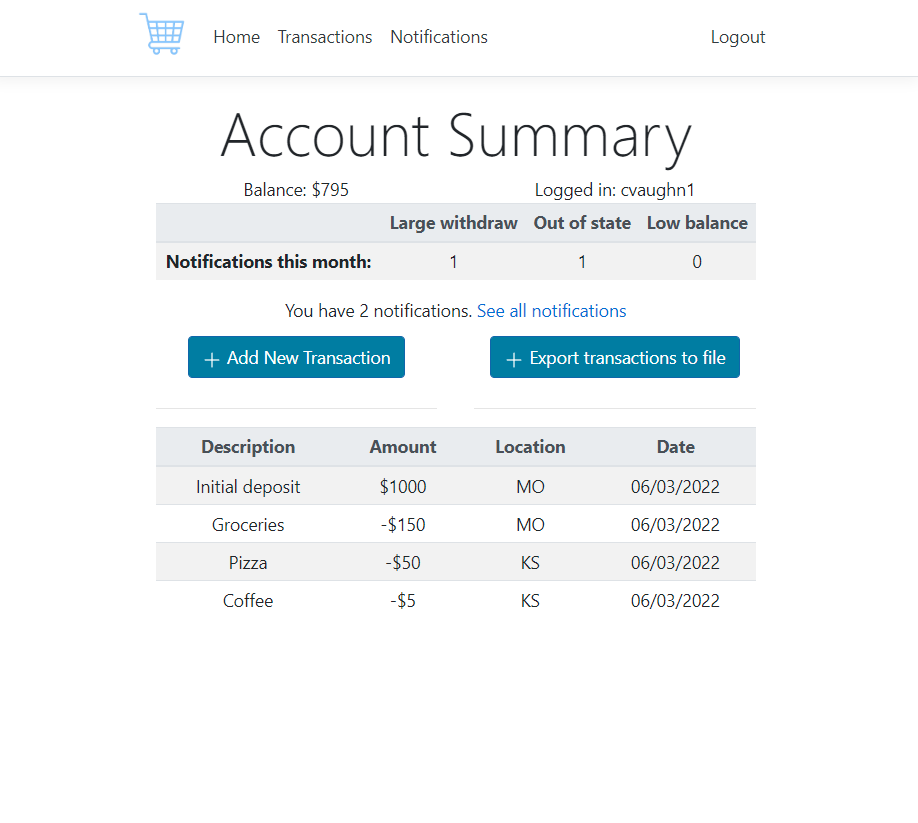 Home Transactions Notifications Logout
Account Summary
Balance: $795 Logged in: cvaughn1
Large withdraw Out of state Low balance
Notifications this month: 1 1 0
You have 2 notifications. See all notifications
+ Add New Transaction + Export transactions to file
Description Amount Location Date
Initial deposit $1000 MO 06/03/2022
Groceries -$150 MO 06/03/2022
Pizza -$50 KS 06/03/2022
Coffee -$5 KS 06/03/2022